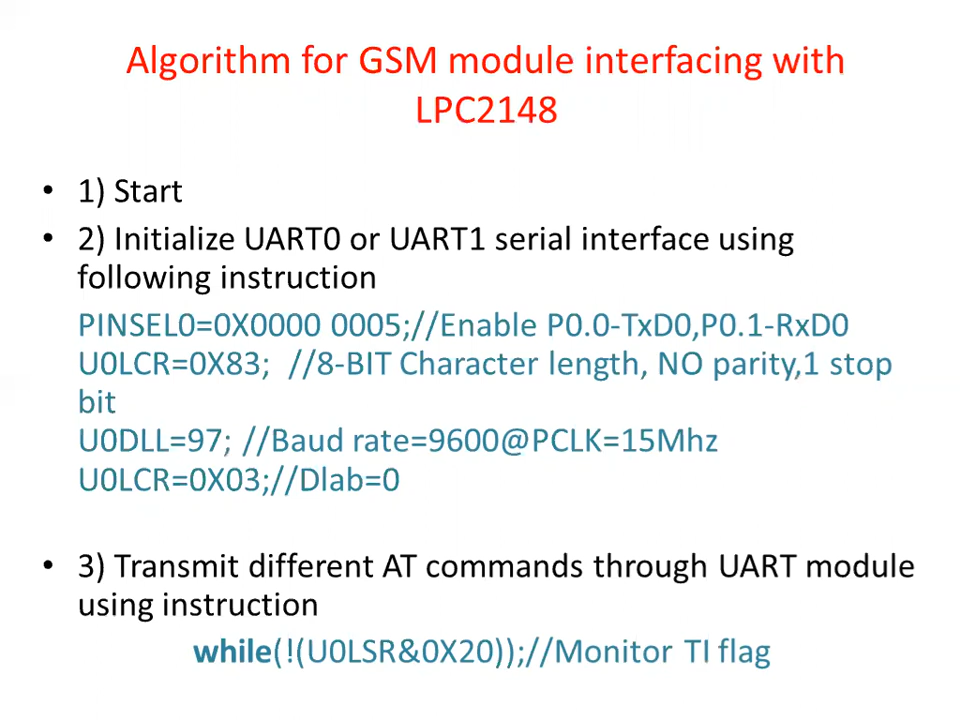 Algorithm for GSM module interfacing with
LPC2148
• 1) Start
• 2) Initialize UART0 or UART1 serial interface using
following instruction
PINSEL0=0X0000 0005;//Enable P0.0-TxD0,P0.1-RxD0
U0LCR=0X83; //8-BIT Character length, NO parity,1 stop
bit
U0DLL=97; //Baud rate=9600@PCLK=15Mhz
U0LCR=0X03;//Dlab=0
• 3) Transmit different AT commands through UART module
using instruction
while(!(U0LSR&0X20));//Monitor TI flag